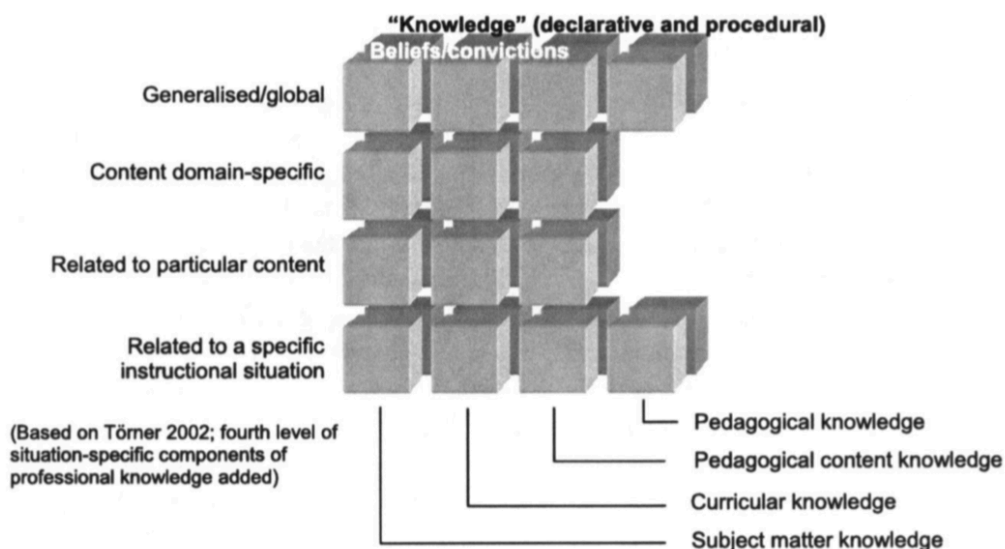 "Knowledge" (declarative and procedural)
Beliefs/convictions
Generalised/global
Content domain-specific
Related to particular content
Related to a specific
instructional situation
(Based on Törner 2002; fourth level of
situation-specific components of
professional knowledge added)
Pedagogical knowledge
Pedagogical content knowledge
Curricular knowledge
Subject matter knowledge